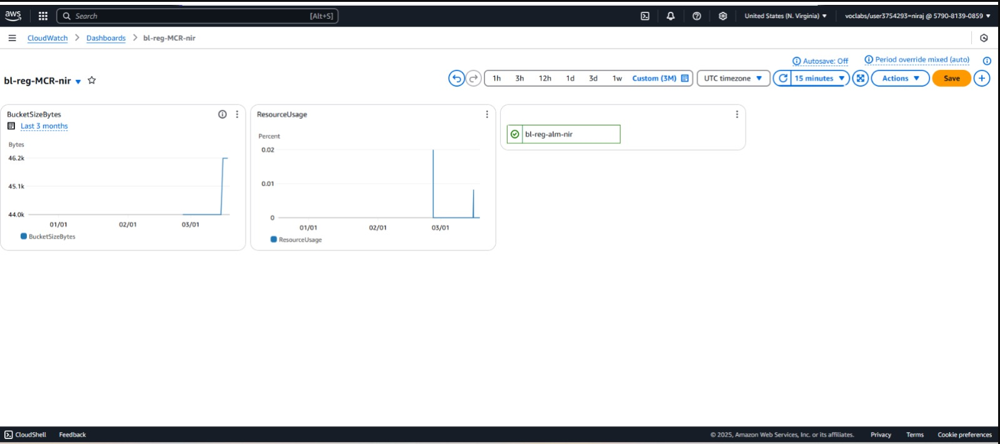 aws
Search [Alt+S]
United States (N. Virginia)
voclabs/user3754293=niraj @ 5790-8139-0859
CloudWatch > Dashboards > bl-reg-MCR-nir
Autosave: Off
Period override mixed (auto)
bl-reg-MCR-nir
1h 3h 12h 1d 3d 1w Custom (3M)
UTC timezone
15 minutes
Actions
Save
BucketSizeBytes
Last 3 months
Bytes
46.2k
45.1k
44.0k
01/01 02/01 03/01
BucketSizeBytes
ResourceUsage
Percent
0.02
0.01
0
01/01 02/01 03/01
ResourceUsage
bl-reg-alm-nir
CloudShell Feedback
© 2025, Amazon Web Services, Inc. or its affiliates. Privacy Terms Cookie preferences